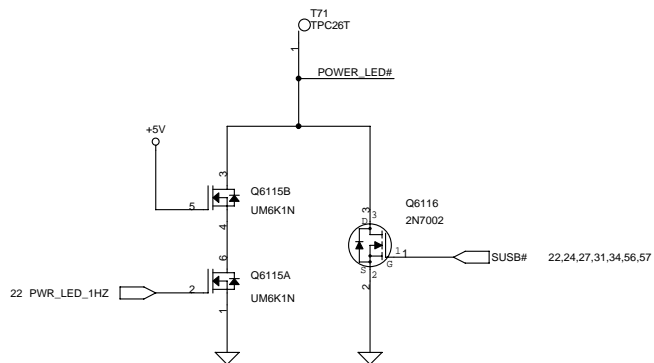 T71
TPC26T
1
POWER_LED#
+5V
3
Q6115B
5
UM6K1N
4
Q6116
2N7002
3
3
D
6
1
1
SUSB# 22,24,27,31,34,56,57
G
S
2
2
Q6115A
22 PWR_LED_1HZ
2
UM6K1N
1